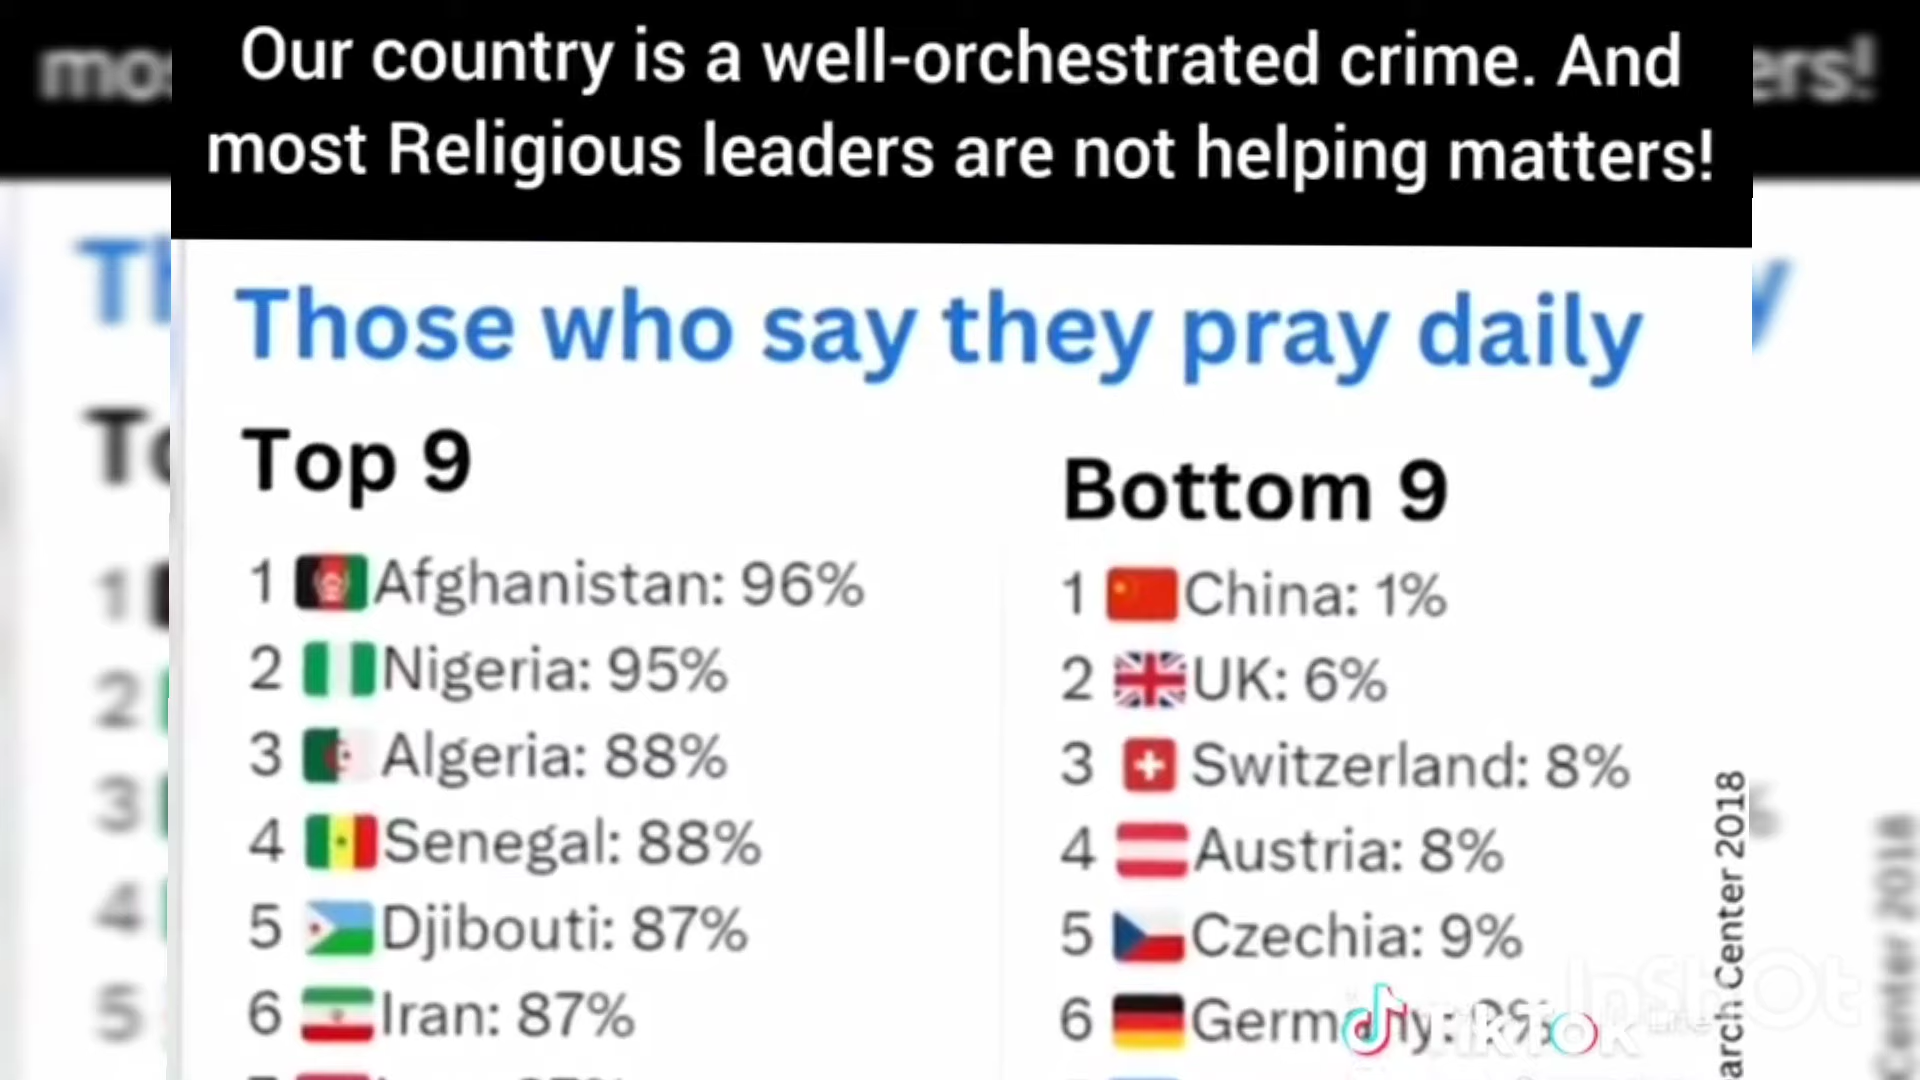 Our country is a well-orchestrated crime. And
most Religious leaders are not helping matters!
Those who say they pray daily
Top 9
1 Afghanistan: 96%
2 Nigeria: 95%
3 Algeria: 88%
4 Senegal: 88%
5 Djibouti: 87%
6 Iran: 87%
Bottom 9
1 China: 1%
2 UK: 6%
3 Switzerland: 8%
4 Austria: 8%
5 Czechia: 9%
6 Germany: 9%
Center 2018
TikTok
InShOt